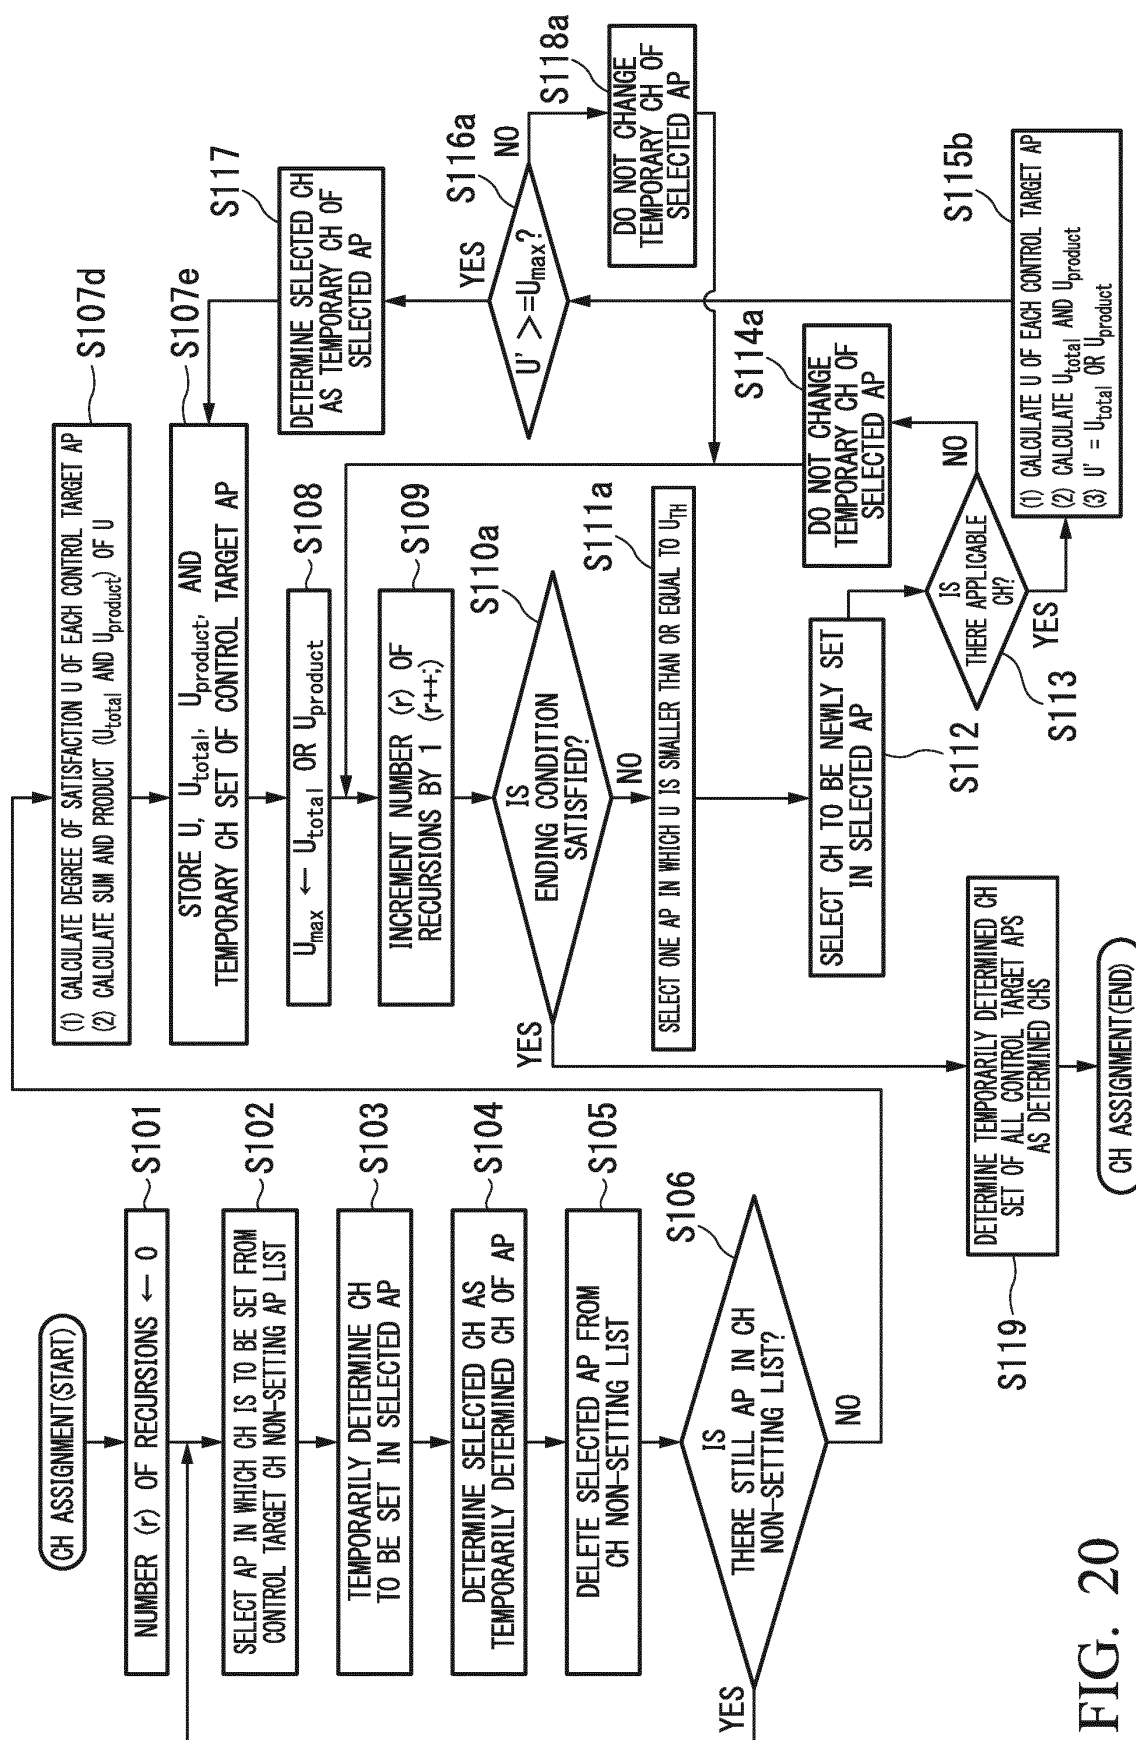 CH ASSIGNMENT(START)
NUMBER (r) OF RECURSIONS ← 0
S101
SELECT AP IN WHICH CH IS TO BE SET FROM
CONTROL TARGET CH NON-SETTING AP LIST
S102
TEMPORARILY DETERMINE CH
TO BE SET IN SELECTED AP
S103
DETERMINE SELECTED CH AS
TEMPORARILY DETERMINED CH OF AP
S104
DELETE SELECTED AP FROM
CH NON-SETTING LIST
S105
IS
THERE STILL AP IN CH
NON-SETTING LIST?
S106
YES
NO
(1) CALCULATE DEGREE OF SATISFACTION U OF EACH CONTROL TARGET AP
(2) CALCULATE SUM AND PRODUCT (Utotal AND Uproduct) OF U
S107d
STORE U, Utotal, Uproduct, AND
TEMPORARY CH SET OF CONTROL TARGET AP
S107e
Umax ← Utotal OR Uproduct
S108
INCREMENT NUMBER (r) OF
RECURSIONS BY 1 (r++;)
S109
IS
ENDING CONDITION
SATISFIED?
S110a
YES
NO
SELECT ONE AP IN WHICH U IS SMALLER THAN OR EQUAL TO UTH
S111a
SELECT CH TO BE NEWLY SET
IN SELECTED AP
S112
IS
THERE APPLICABLE
CH?
S113
YES
NO
DO NOT CHANGE
TEMPORARY CH OF
SELECTED AP
S114a
(1) CALCULATE U OF EACH CONTROL TARGET AP
(2) CALCULATE Utotal AND Uproduct
(3) U' = Utotal OR Uproduct
S115b
U' >=Umax?
S116a
YES
NO
DETERMINE SELECTED CH
AS TEMPORARY CH OF
SELECTED AP
S117
DO NOT CHANGE
TEMPORARY CH OF
SELECTED AP
S118a
DETERMINE TEMPORARILY DETERMINED CH
SET OF ALL CONTROL TARGET APS
AS DETERMINED CHS
S119
CH ASSIGNMENT(END)
FIG. 20